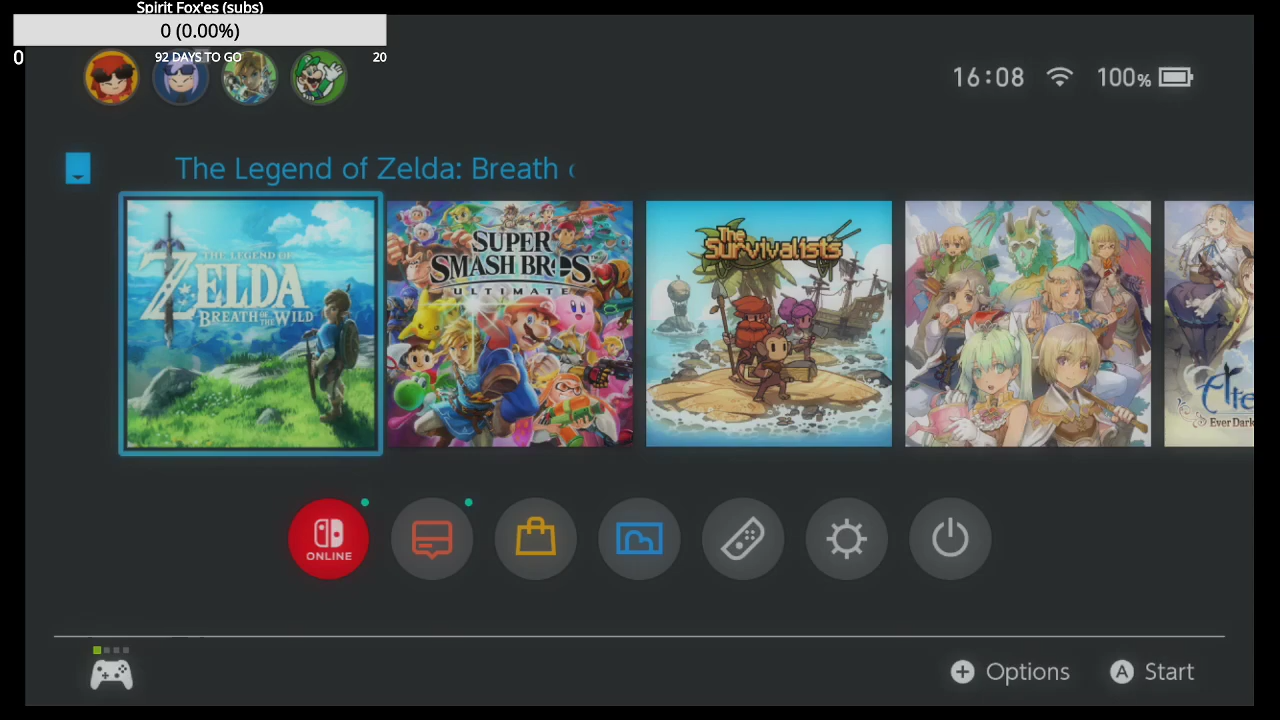 Spirit Fox'es (subs)
0 (0.00%)
0
92 DAYS TO GO
20
16:08
100%
The Legend of Zelda: Breath
THE LEGEND OF
ZELDA
BREATH OF THE WILD
SUPER
SMASH BROS.
ULTIMATE
The
Survivalists
Ever Dark
ONLINE
Options
A
Start